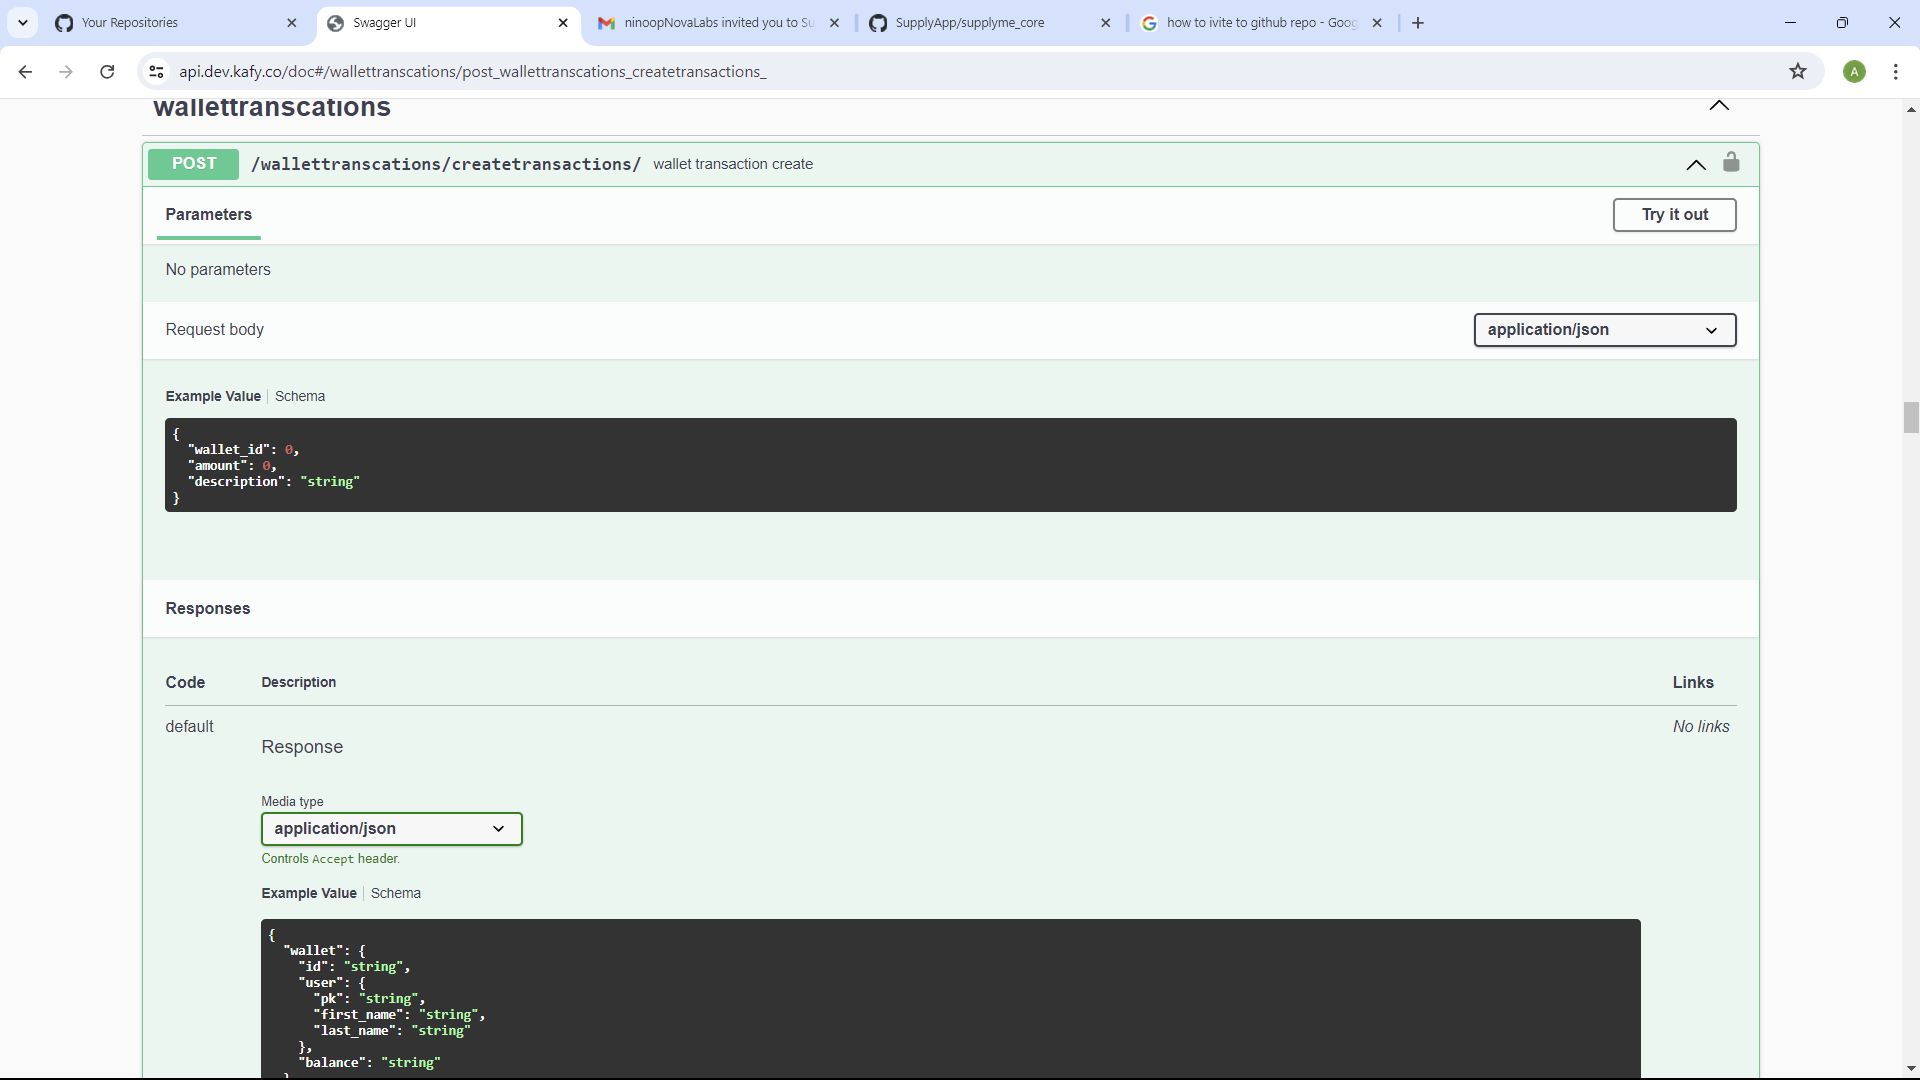 Your Repositories
Swagger UI
ninoopNovaLabs invited you to Su
SupplyApp/supplyme_core
how to ivite to github repo - Goog
api.dev.kafy.co/doc#/wallettranscations/post_wallettranscations_createtransactions_
A
wallettranscations
POST /wallettranscations/createtransactions/ wallet transaction create
Parameters
Try it out
No parameters
Request body
application/json
Example Value Schema
{
"wallet_id": 0,
"amount": 0,
"description": "string"
}
Responses
Code Description Links
default
Response
No links
Media type
application/json
Controls Accept header.
Example Value Schema
{
"wallet": {
"id": "string",
"user": {
"pk": "string",
"first_name": "string",
"last_name": "string"
},
"balance": "string"
}